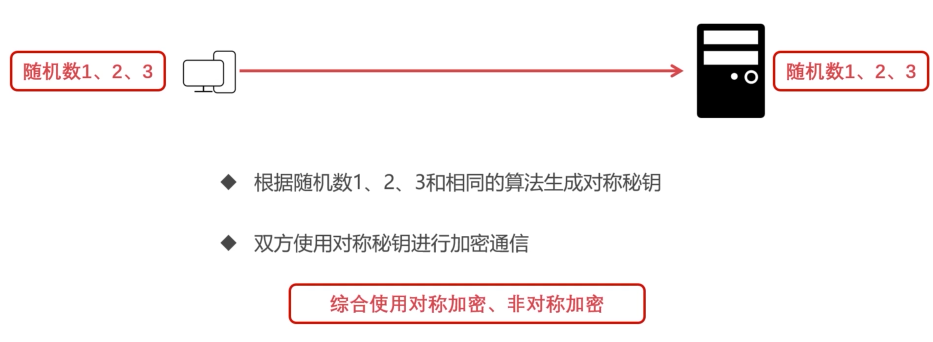 随机数1、2、3
随机数1、2、3
根据随机数1、2、3和相同的算法生成对称秘钥
双方使用对称秘钥进行加密通信
综合使用对称加密、非对称加密